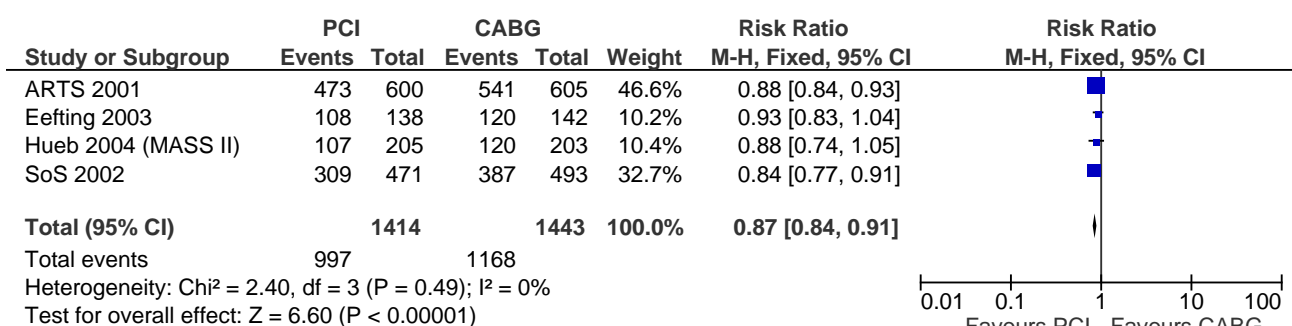 PCI CABG Risk Ratio Risk Ratio
Study or Subgroup Events Total Events Total Weight M-H, Fixed, 95% CI M-H, Fixed, 95% CI
ARTS 2001 473 600 541 605 46.6% 0.88 [0.84, 0.93]
Eefting 2003 108 138 120 142 10.2% 0.93 [0.83, 1.04]
Hueb 2004 (MASS II) 107 205 120 203 10.4% 0.88 [0.74, 1.05]
SoS 2002 309 471 387 493 32.7% 0.84 [0.77, 0.91]
Total (95% CI) 1414 1443 100.0% 0.87 [0.84, 0.91]
Total events 997 1168
Heterogeneity: Chi² = 2.40, df = 3 (P = 0.49); I² = 0%
Test for overall effect: Z = 6.60 (P < 0.00001)
0.01 0.1 1 10 100
Favours PCI Favours CABG